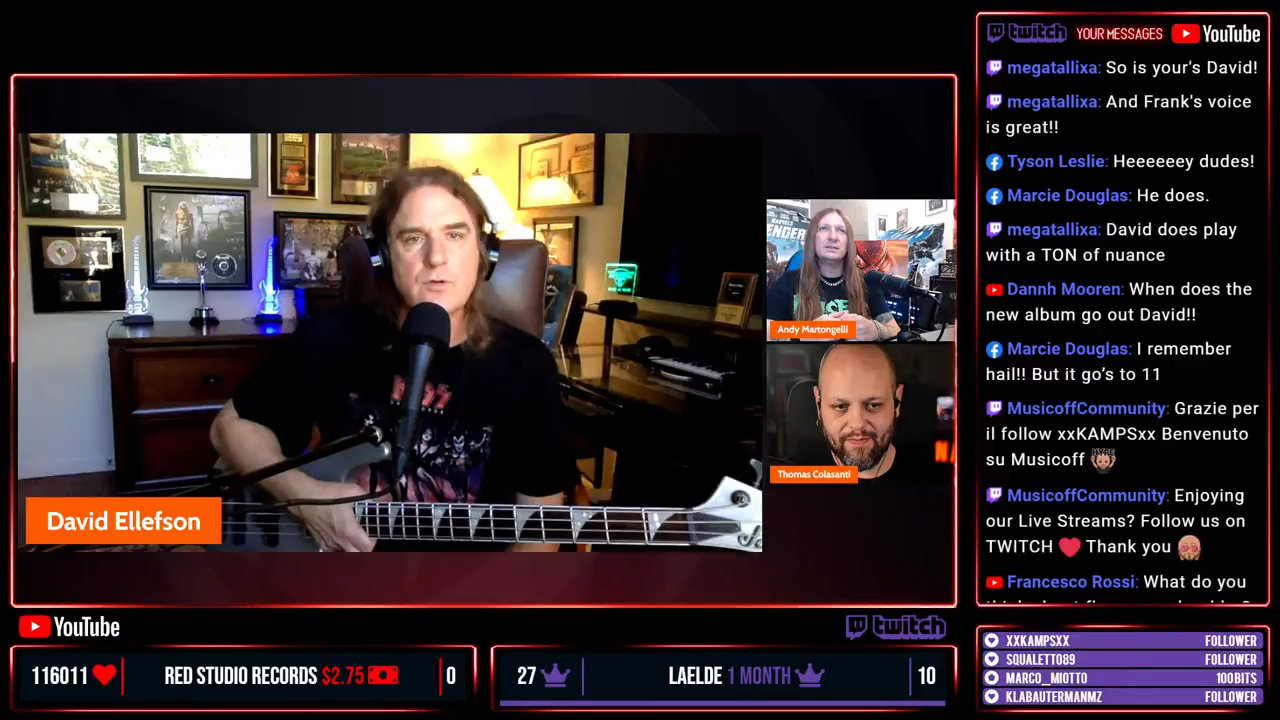 twitch YOUR MESSAGES YouTube
megatallixa: So is your's David!
megatallixa: And Frank's voice
is great!!
Tyson Leslie: Heeeeeey dudes!
Marcie Douglas: He does.
megatallixa: David does play
with a TON of nuance
Dannh Mooren: When does the
new album go out David!!
Marcie Douglas: I remember
hail!! But it go's to 11
MusicoffCommunity: Grazie per
il follow xxKAMPSxx Benvenuto
su Musicoff
MusicoffCommunity: Enjoying
our Live Streams? Follow us on
TWITCH Thank you
Francesco Rossi: What do you
KISS
Andy Martongelli
Thomas Colasanti
David Ellefson
YouTube
twitch
116011
RED STUDIO RECORDS $2.75
0
27
LAELDE 1 MONTH
10
XXKAMPSXX FOLLOWER
SQUALETTO89 FOLLOWER
MARCO_MIOTTO 100BITS
KLABAUTERMANMZ FOLLOWER